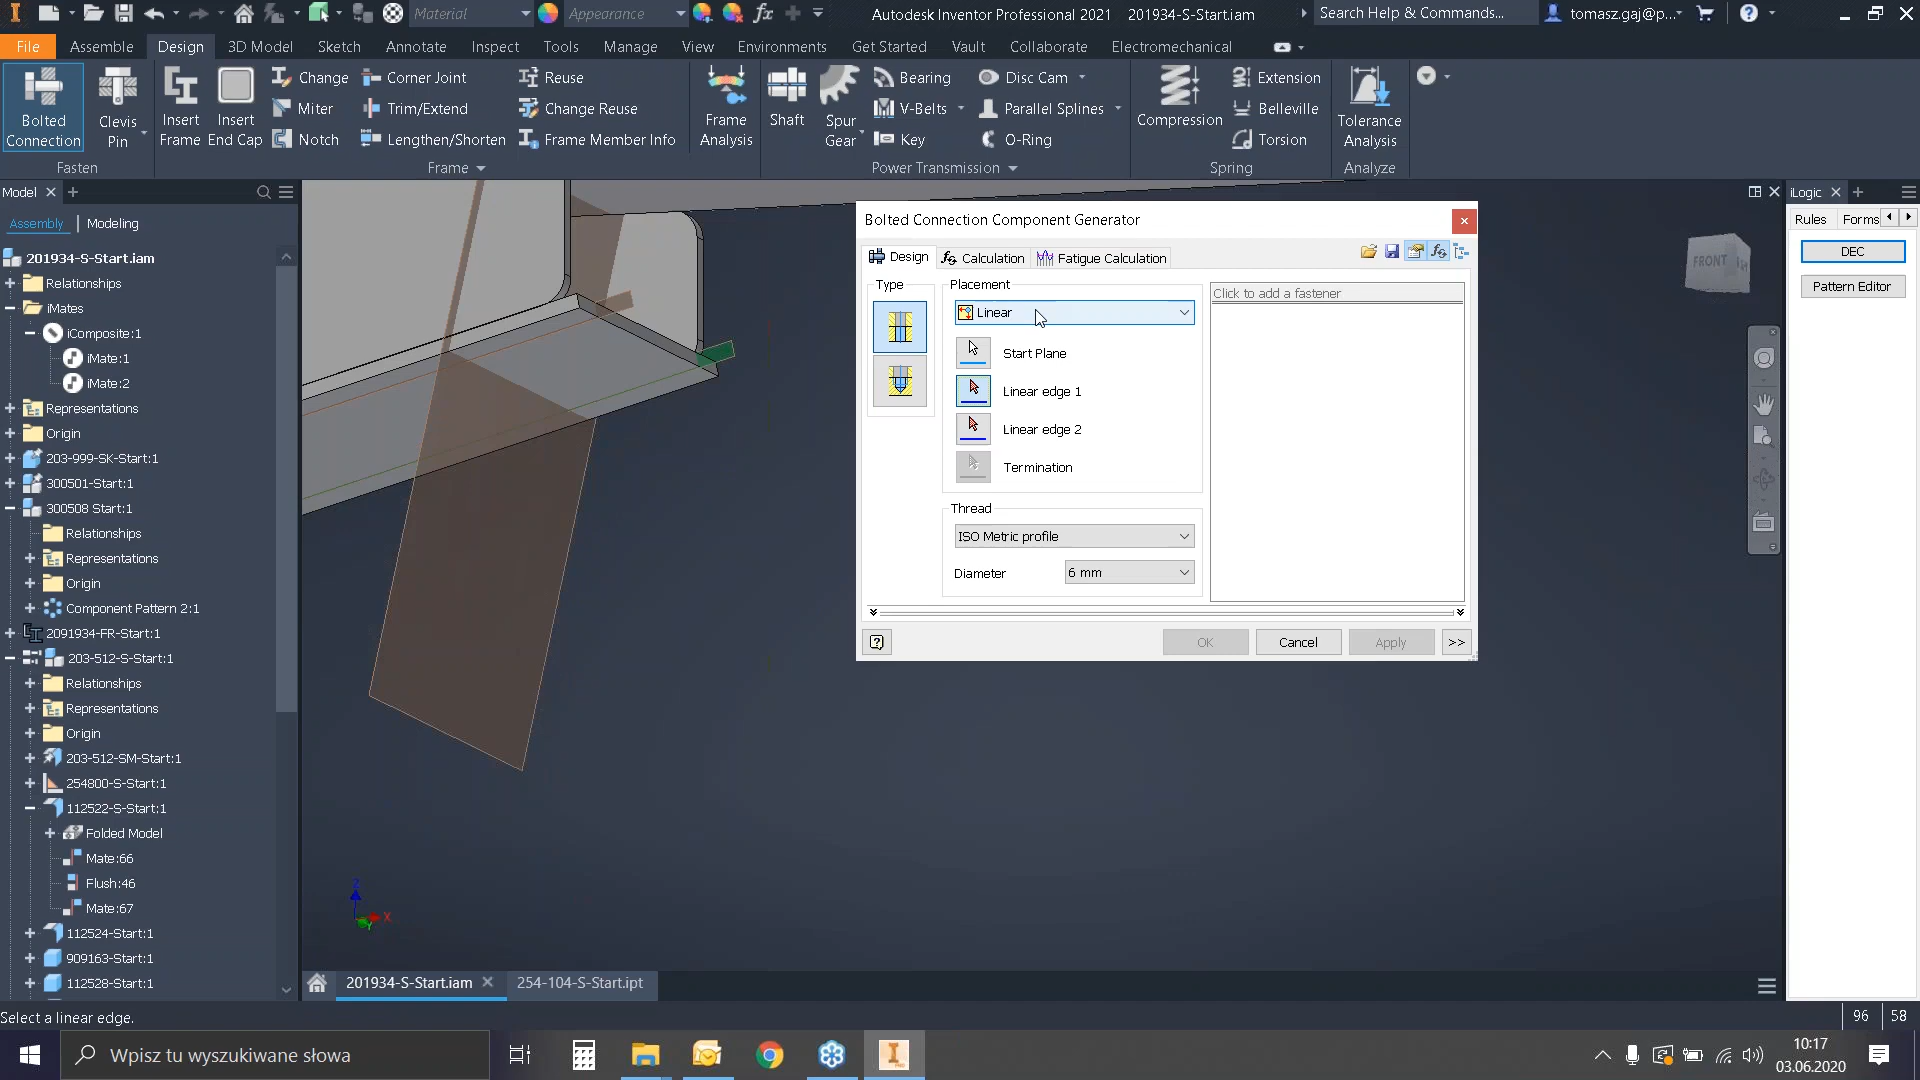 Material
Appearance
Autodesk Inventor Professional 2021 201934-S-Start.iam
Search Help & Commands...
tomasz.gaj@p...
File Assemble Design 3D Model Sketch Annotate Inspect Tools Manage View Environments Get Started Vault Collaborate Electromechanical
Bolted Connection
Clevis Pin
Fasten
Insert Frame
Insert End Cap
Change
Miter
Notch
Corner Joint
Trim/Extend
Lengthen/Shorten
Reuse
Change Reuse
Frame Member Info
Frame
Frame Analysis
Shaft
Spur Gear
Bearing
V-Belts
Key
Disc Cam
Parallel Splines
O-Ring
Power Transmission
Compression
Extension
Belleville
Torsion
Spring
Tolerance Analysis
Analyze
Model
Assembly Modeling
201934-S-Start.iam
Relationships
iMates
iComposite:1
iMate:1
iMate:2
Representations
Origin
203-999-SK-Start:1
300501-Start:1
300508 Start:1
Relationships
Representations
Origin
Component Pattern 2:1
2091934-FR-Start:1
203-512-S-Start:1
Relationships
Representations
Origin
203-512-SM-Start:1
254800-S-Start:1
112522-S-Start:1
Folded Model
Mate:66
Flush:46
Mate:67
112524-Start:1
909163-Start:1
112528-Start:1
Bolted Connection Component Generator
Design Calculation Fatigue Calculation
Type
Placement
Linear
Start Plane
Linear edge 1
Linear edge 2
Termination
Thread
ISO Metric profile
Diameter 6 mm
Click to add a fastener
OK Cancel Apply >>
FRONT
iLogic
Rules Forms
DEC
Pattern Editor
Z
X
Y
201934-S-Start.iam 254-104-S-Start.ipt
Select a linear edge.
96 58
Wpisz tu wyszukiwane słowa
10:17
03.06.2020